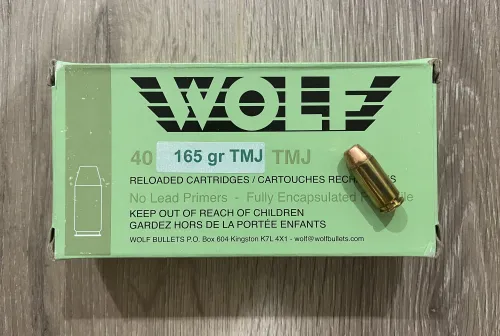 WOLF
40 165 gr TMJ TMJ
RELOADED CARTRIDGES / CARTOUCHES
No Lead Primers - Fully Encapsulated
KEEP OUT OF REACH OF CHILDREN
GARDEZ HORS DE LA PORTÉE ENFANTS
WOLF BULLETS P.O. Box 604 Kingston K7L 4X1 - wolf@wolfbullets.com